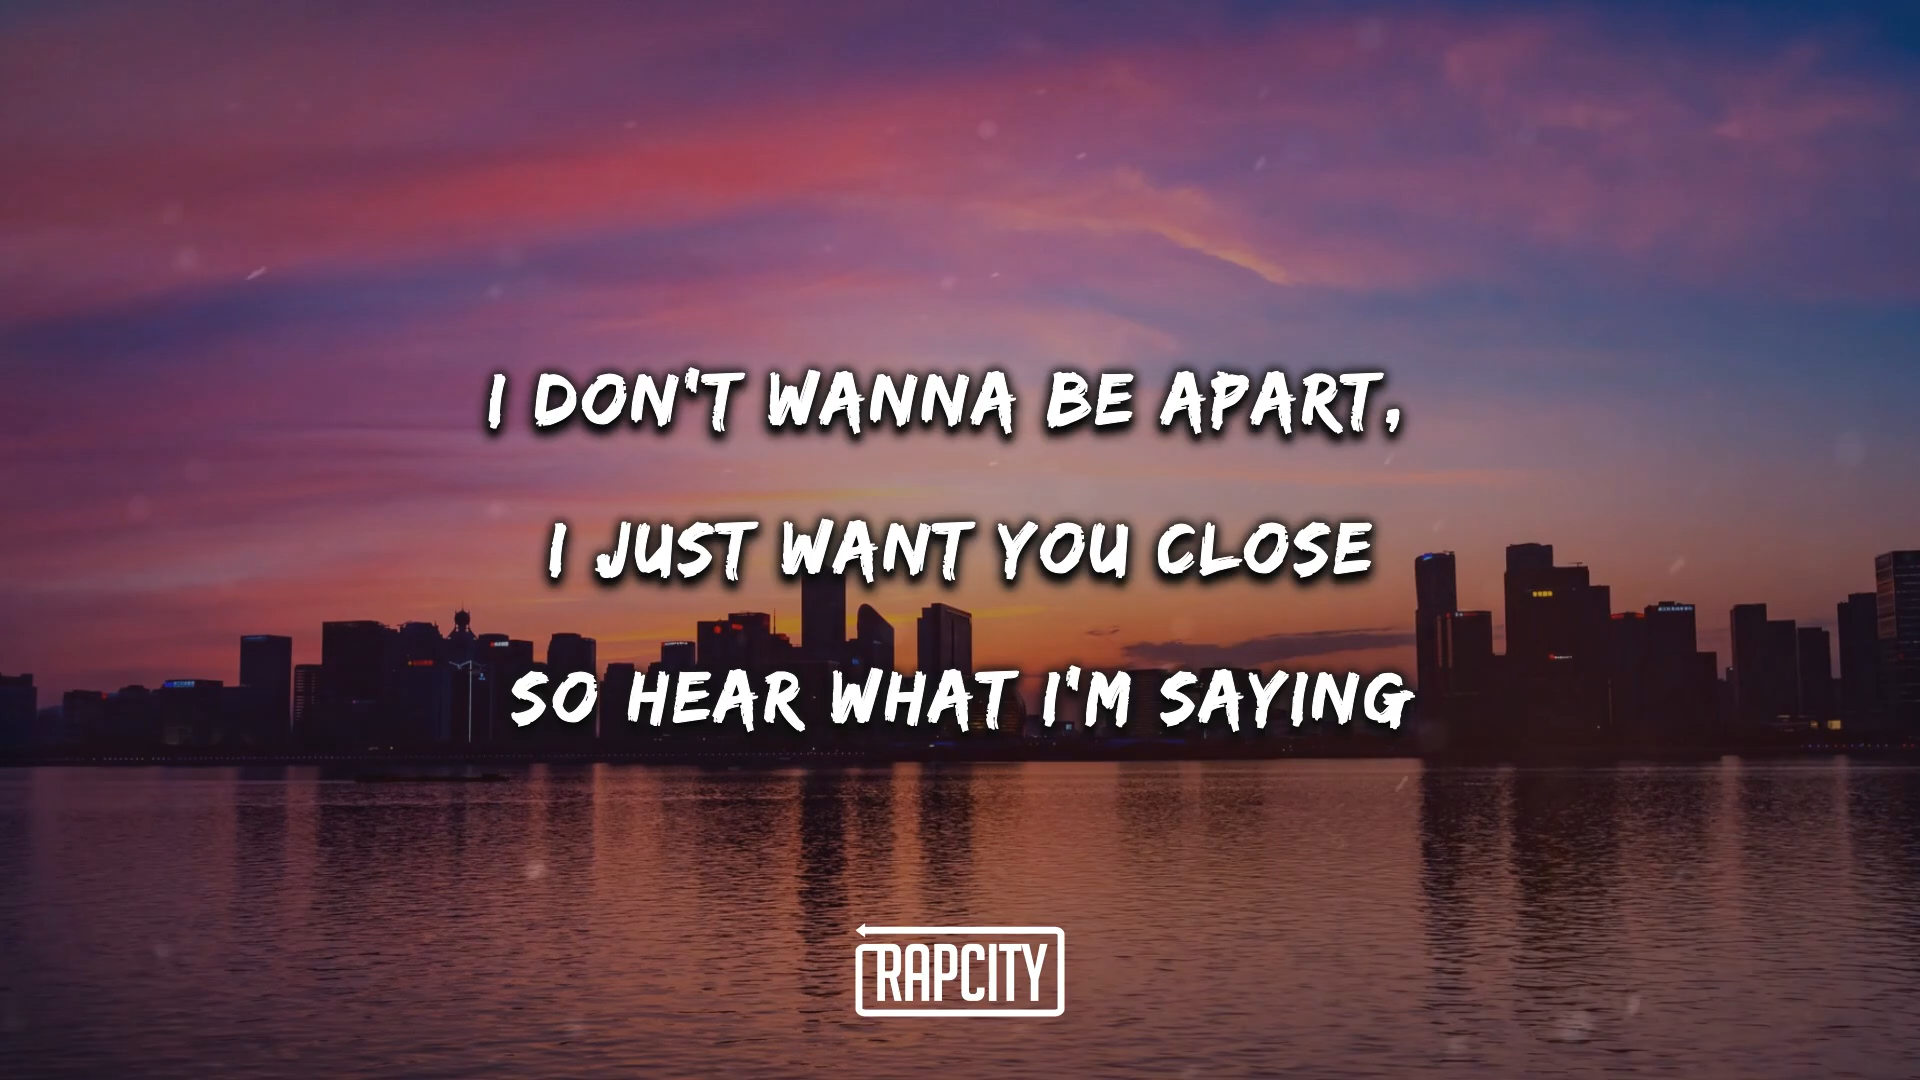 I DON'T WANNA BE APART,
I JUST WANT YOU CLOSE
SO HEAR WHAT I'M SAYING
RAPCITY